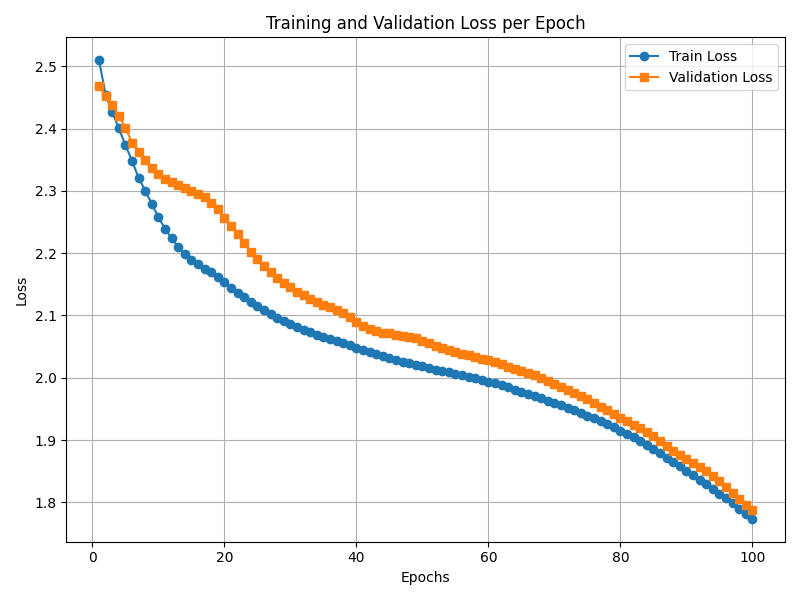 Training and Validation Loss per Epoch
Train Loss
Validation Loss
2.5
2.4
2.3
2.2
2.1
2.0
1.9
1.8
Loss
0 20 40 60 80 100
Epochs